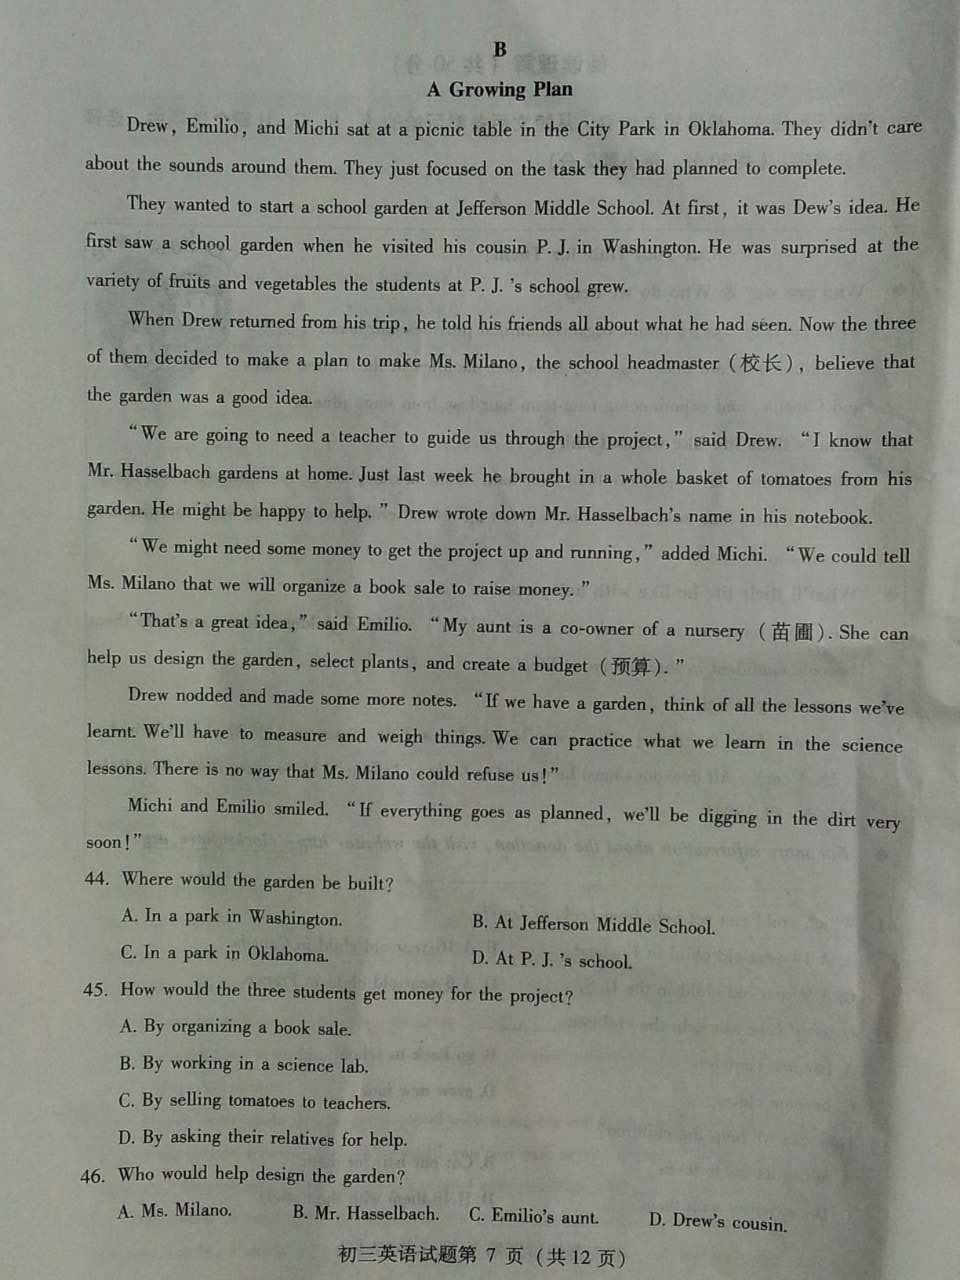 B
A Growing Plan
Drew, Emilio, and Michi sat at a picnic table in the City Park in Oklahoma. They didn't care
about the sounds around them. They just focused on the task they had planned to complete.
They wanted to start a school garden at Jefferson Middle School. At first, it was Dew's idea. He
first saw a school garden when he visited his cousin P. J. in Washington. He was surprised at the
variety of fruits and vegetables the students at P. J. 's school grew.
When Drew returned from his trip, he told his friends all about what he had seen. Now the three
of them decided to make a plan to make Ms. Milano, the school headmaster (校长), believe that
the garden was a good idea.
"We are going to need a teacher to guide us through the project," said Drew. "I know that
Mr. Hasselbach gardens at home. Just last week he brought in a whole basket of tomatoes from his
garden. He might be happy to help. " Drew wrote down Mr. Hasselbach's name in his notebook.
"We might need some money to get the project up and running," added Michi. "We could tell
Ms. Milano that we will organize a book sale to raise money. "
"That's a great idea," said Emilio. "My aunt is a co-owner of a nursery (苗圃). She can
help us design the garden, select plants, and create a budget (预算). "
Drew nodded and made some more notes. "If we have a garden, think of all the lessons we've
learnt. We'll have to measure and weigh things. We can practice what we learn in the science
lessons. There is no way that Ms. Milano could refuse us!"
Michi and Emilio smiled. "If everything goes as planned, we'll be digging in the dirt very
soon!"
44. Where would the garden be built?
A. In a park in Washington. B. At Jefferson Middle School.
C. In a park in Oklahoma. D. At P. J. 's school.
45. How would the three students get money for the project?
A. By organizing a book sale.
B. By working in a science lab.
C. By selling tomatoes to teachers.
D. By asking their relatives for help.
46. Who would help design the garden?
A. Ms. Milano. B. Mr. Hasselbach. C. Emilio's aunt. D. Drew's cousin.
初三英语试题第 7 页 (共 12 页)